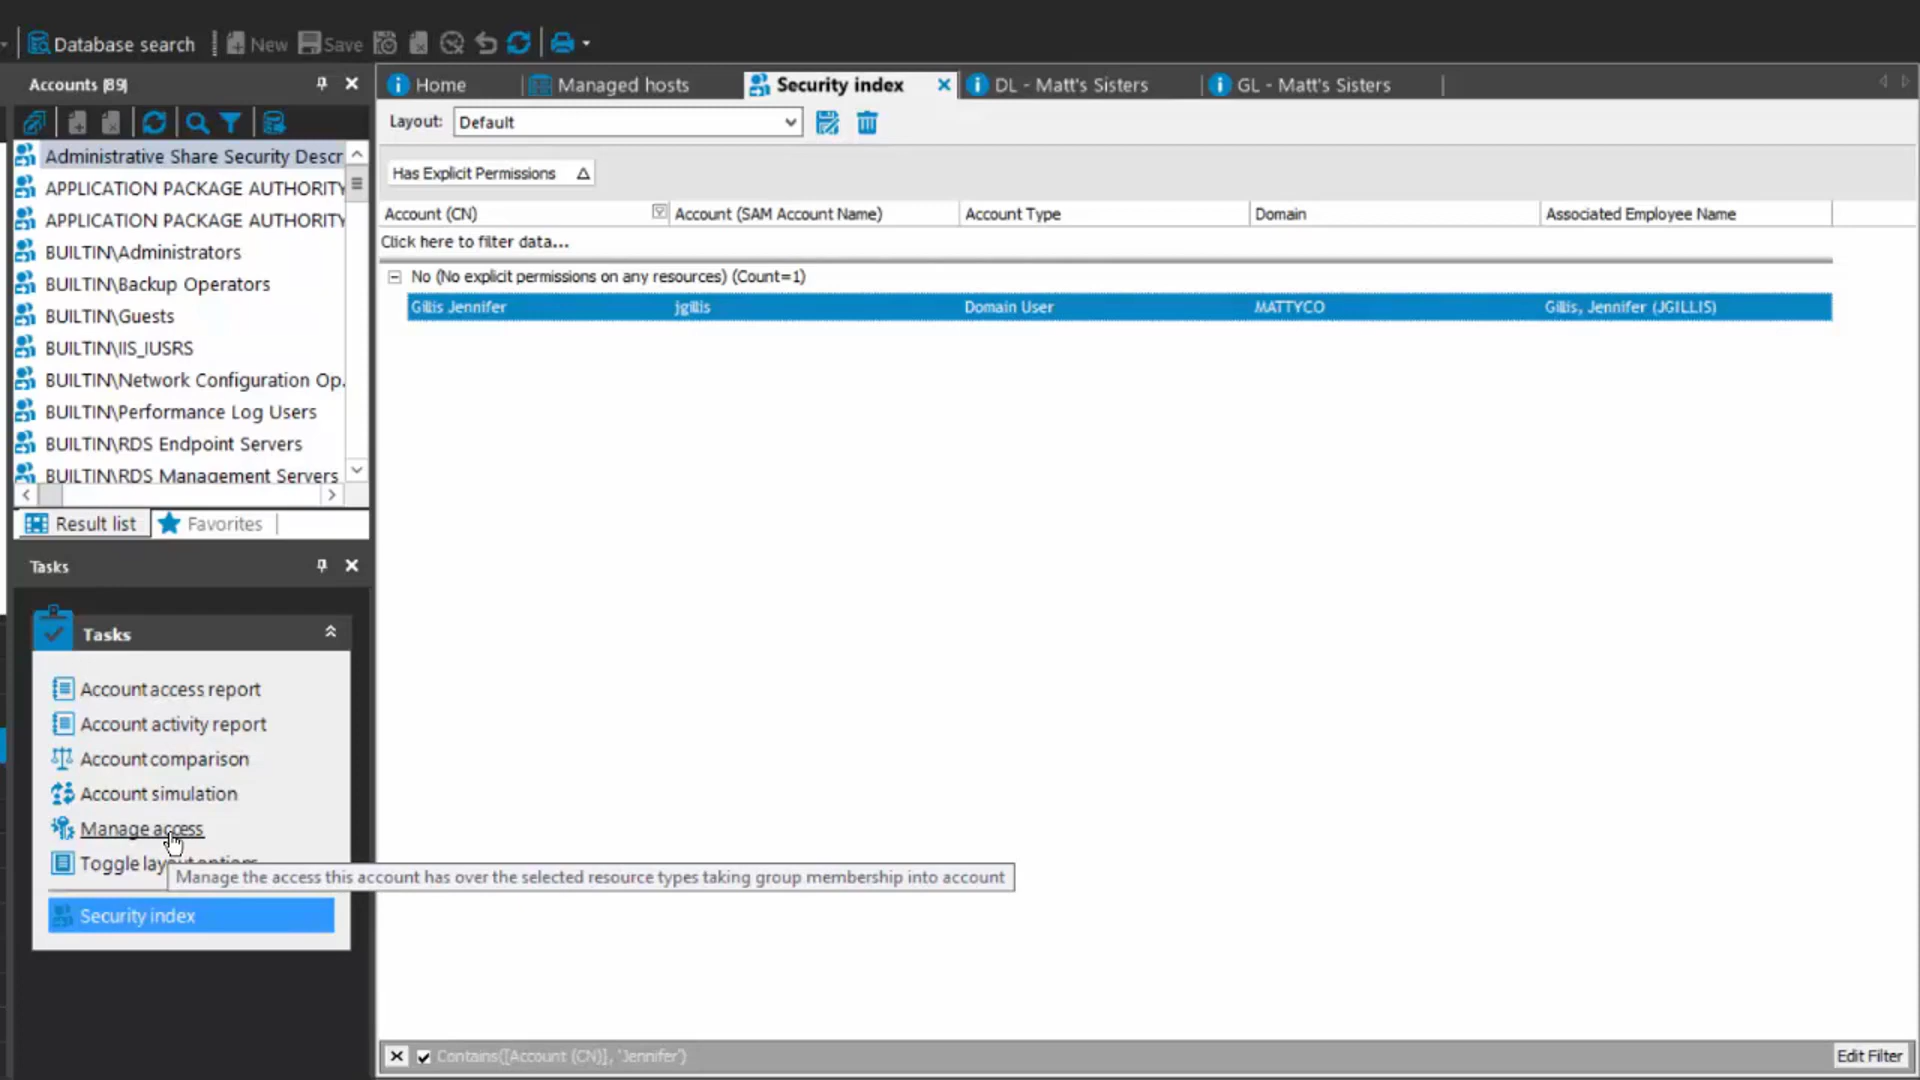 Database search New Save
Accounts [89]
Home Managed hosts Security index DL - Matt's Sisters GL - Matt's Sisters
Layout: Default
Administrative Share Security Descr
APPLICATION PACKAGE AUTHORITY
APPLICATION PACKAGE AUTHORITY
BUILTIN\Administrators
BUILTIN\Backup Operators
BUILTIN\Guests
BUILTIN\IIS_IUSRS
BUILTIN\Network Configuration Op.
BUILTIN\Performance Log Users
BUILTIN\RDS Endpoint Servers
BUILTIN\RDS Management Servers
Result list Favorites
Has Explicit Permissions
Account (CN) Account (SAM Account Name) Account Type Domain Associated Employee Name
Click here to filter data...
No (No explicit permissions on any resources) (Count=1)
Gillis Jennifer jgillis Domain User MATTYCO Gillis, Jennifer (JGILLIS)
Tasks
Tasks
Account access report
Account activity report
Account comparison
Account simulation
Manage access
Toggle layout options
Manage the access this account has over the selected resource types taking group membership into account
Security index
Contains([Account (CN)], 'Jennifer')
Edit Filter